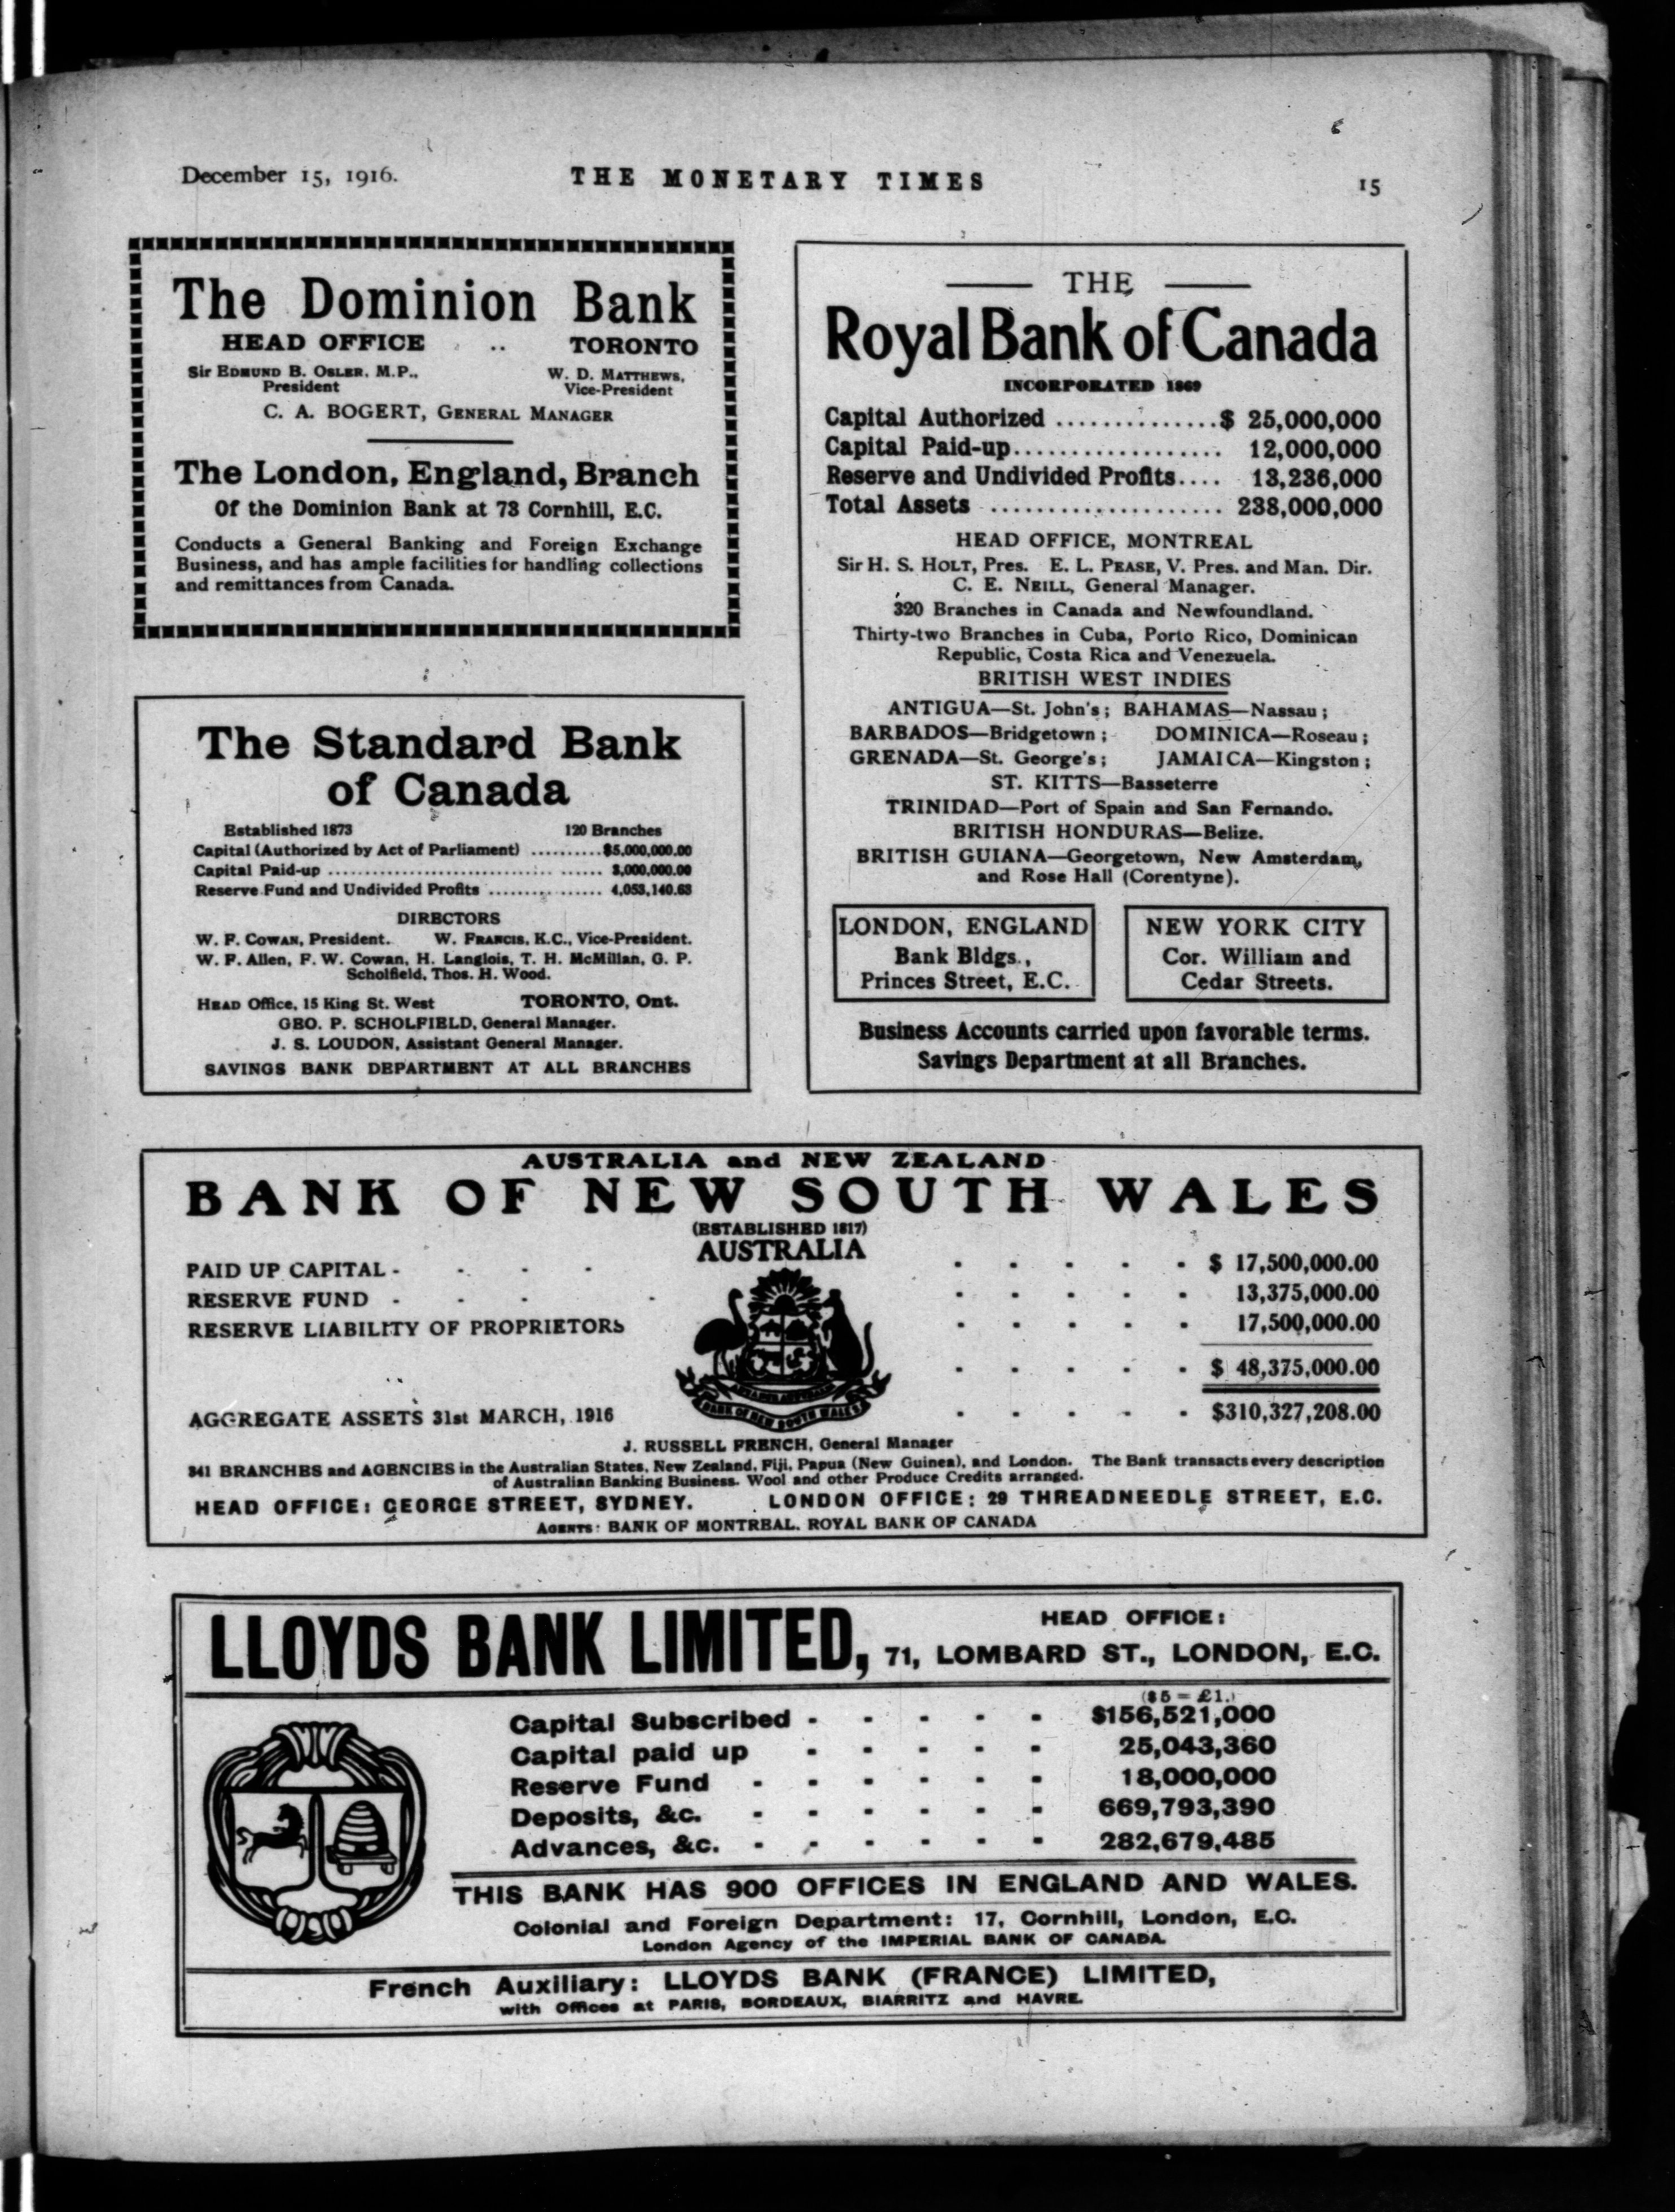 December 15, 1916.
THE MONETARY TIMES
15
The Dominion Bank
HEAD OFFICE .. TORONTO
Sir EDMUND B. OSLER, M.P., W. D. MATTHEWS,
President Vice-President
C. A. BOGERT, GENERAL MANAGER
The London, England, Branch
Of the Dominion Bank at 73 Cornhill, E.C.
Conducts a General Banking and Foreign Exchange
Business, and has ample facilities for handling collections
and remittances from Canada.
The Standard Bank
of Canada
Established 1873 120 Branches
Capital (Authorized by Act of Parliament) ..........$5,000,000.00
Capital Paid-up .................................... 3,000,000.00
Reserve Fund and Undivided Profits ................ 4,053,140.63
DIRECTORS
W. F. COWAN, President. W. FRANCIS, K.C., Vice-President.
W. F. Allen, F. W. Cowan, H. Langlois, T. H. McMillan, G. P.
Scholfield, Thos. H. Wood.
HEAD Office, 15 King St. West TORONTO, Ont.
GEO. P. SCHOLFIELD, General Manager.
J. S. LOUDON, Assistant General Manager.
SAVINGS BANK DEPARTMENT AT ALL BRANCHES
THE
Royal Bank of Canada
INCORPORATED 1869
Capital Authorized ...............$ 25,000,000
Capital Paid-up................... 12,000,000
Reserve and Undivided Profits.... 13,236,000
Total Assets ..................... 238,000,000
HEAD OFFICE, MONTREAL
Sir H. S. HOLT, Pres. E. L. PEASE, V. Pres. and Man. Dir.
C. E. NEILL, General Manager.
320 Branches in Canada and Newfoundland.
Thirty-two Branches in Cuba, Porto Rico, Dominican
Republic, Costa Rica and Venezuela.
BRITISH WEST INDIES
ANTIGUA—St. John's; BAHAMAS—Nassau;
BARBADOS—Bridgetown; DOMINICA—Roseau;
GRENADA—St. George's; JAMAICA—Kingston;
ST. KITTS—Basseterre
TRINIDAD—Port of Spain and San Fernando.
BRITISH HONDURAS—Belize.
BRITISH GUIANA—Georgetown, New Amsterdam,
and Rose Hall (Corentyne).
LONDON, ENGLAND
Bank Bldgs.,
Princes Street, E.C.
NEW YORK CITY
Cor. William and
Cedar Streets.
Business Accounts carried upon favorable terms.
Savings Department at all Branches.
AUSTRALIA and NEW ZEALAND
BANK OF NEW SOUTH WALES
(ESTABLISHED 1817)
AUSTRALIA
PAID UP CAPITAL - - - - - - - - - $ 17,500,000.00
RESERVE FUND - - - - - - - - - 13,375,000.00
RESERVE LIABILITY OF PROPRIETORS - - - - - 17,500,000.00
- - - - - $ 48,375,000.00
AGGREGATE ASSETS 31st MARCH, 1916 - - - - - $310,327,208.00
BANK OF NEW SOUTH WALES
J. RUSSELL FRENCH, General Manager
341 BRANCHES and AGENCIES in the Australian States, New Zealand, Fiji, Papua (New Guinea), and London. The Bank transacts every description
of Australian Banking Business. Wool and other Produce Credits arranged.
HEAD OFFICE: GEORGE STREET, SYDNEY. LONDON OFFICE: 29 THREADNEEDLE STREET, E.C.
AGENTS: BANK OF MONTREAL. ROYAL BANK OF CANADA
LLOYDS BANK LIMITED,
HEAD OFFICE:
71, LOMBARD ST., LONDON, E.C.
($5 = £1.)
Capital Subscribed - - - - - $156,521,000
Capital paid up - - - - - 25,043,360
Reserve Fund - - - - - - 18,000,000
Deposits, &c. - - - - - - 669,793,390
Advances, &c. - - - - - - 282,679,485
THIS BANK HAS 900 OFFICES IN ENGLAND AND WALES.
Colonial and Foreign Department: 17, Cornhill, London, E.C.
London Agency of the IMPERIAL BANK OF CANADA.
French Auxiliary: LLOYDS BANK (FRANCE) LIMITED,
with Offices at PARIS, BORDEAUX, BIARRITZ and HAVRE.